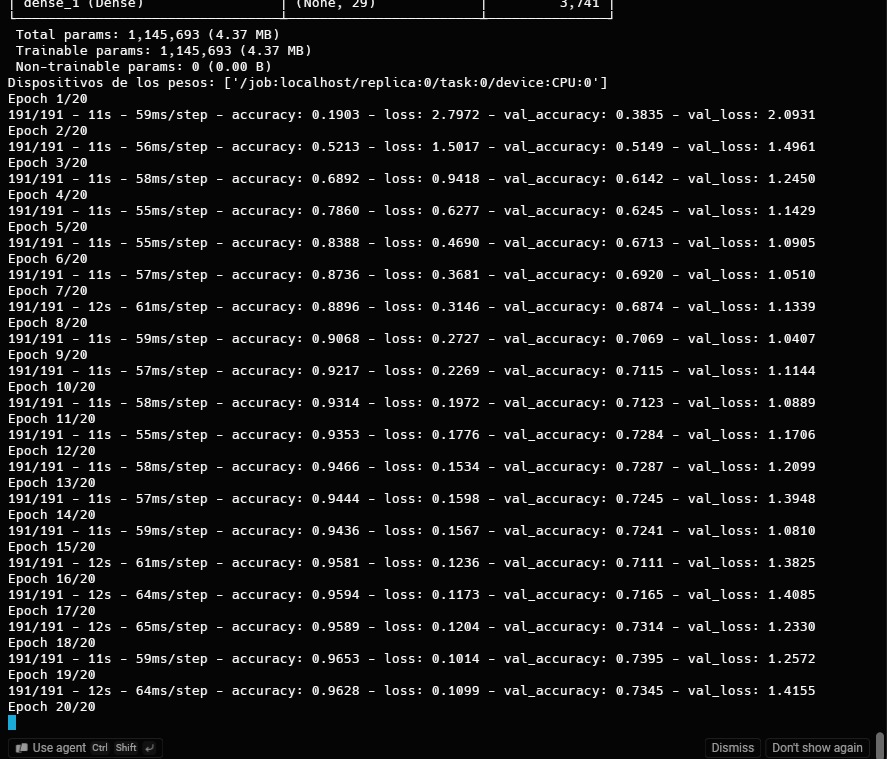 dense_1 (Dense) | (None, 29) | 3,741
Total params: 1,145,693 (4.37 MB)
Trainable params: 1,145,693 (4.37 MB)
Non-trainable params: 0 (0.00 B)
Dispositivos de los pesos: ['/job:localhost/replica:0/task:0/device:CPU:0']
Epoch 1/20
191/191 - 11s - 59ms/step - accuracy: 0.1903 - loss: 2.7972 - val_accuracy: 0.3835 - val_loss: 2.0931
Epoch 2/20
191/191 - 11s - 56ms/step - accuracy: 0.5213 - loss: 1.5017 - val_accuracy: 0.5149 - val_loss: 1.4961
Epoch 3/20
191/191 - 11s - 58ms/step - accuracy: 0.6892 - loss: 0.9418 - val_accuracy: 0.6142 - val_loss: 1.2450
Epoch 4/20
191/191 - 11s - 55ms/step - accuracy: 0.7860 - loss: 0.6277 - val_accuracy: 0.6245 - val_loss: 1.1429
Epoch 5/20
191/191 - 11s - 55ms/step - accuracy: 0.8388 - loss: 0.4690 - val_accuracy: 0.6713 - val_loss: 1.0905
Epoch 6/20
191/191 - 11s - 57ms/step - accuracy: 0.8736 - loss: 0.3681 - val_accuracy: 0.6920 - val_loss: 1.0510
Epoch 7/20
191/191 - 12s - 61ms/step - accuracy: 0.8896 - loss: 0.3146 - val_accuracy: 0.6874 - val_loss: 1.1339
Epoch 8/20
191/191 - 11s - 59ms/step - accuracy: 0.9068 - loss: 0.2727 - val_accuracy: 0.7069 - val_loss: 1.0407
Epoch 9/20
191/191 - 11s - 57ms/step - accuracy: 0.9217 - loss: 0.2269 - val_accuracy: 0.7115 - val_loss: 1.1144
Epoch 10/20
191/191 - 11s - 58ms/step - accuracy: 0.9314 - loss: 0.1972 - val_accuracy: 0.7123 - val_loss: 1.0889
Epoch 11/20
191/191 - 11s - 55ms/step - accuracy: 0.9353 - loss: 0.1776 - val_accuracy: 0.7284 - val_loss: 1.1706
Epoch 12/20
191/191 - 11s - 58ms/step - accuracy: 0.9466 - loss: 0.1534 - val_accuracy: 0.7287 - val_loss: 1.2099
Epoch 13/20
191/191 - 11s - 57ms/step - accuracy: 0.9444 - loss: 0.1598 - val_accuracy: 0.7245 - val_loss: 1.3948
Epoch 14/20
191/191 - 11s - 59ms/step - accuracy: 0.9436 - loss: 0.1567 - val_accuracy: 0.7241 - val_loss: 1.0810
Epoch 15/20
191/191 - 12s - 61ms/step - accuracy: 0.9581 - loss: 0.1236 - val_accuracy: 0.7111 - val_loss: 1.3825
Epoch 16/20
191/191 - 12s - 64ms/step - accuracy: 0.9594 - loss: 0.1173 - val_accuracy: 0.7165 - val_loss: 1.4085
Epoch 17/20
191/191 - 12s - 65ms/step - accuracy: 0.9589 - loss: 0.1204 - val_accuracy: 0.7314 - val_loss: 1.2330
Epoch 18/20
191/191 - 11s - 59ms/step - accuracy: 0.9653 - loss: 0.1014 - val_accuracy: 0.7395 - val_loss: 1.2572
Epoch 19/20
191/191 - 12s - 64ms/step - accuracy: 0.9628 - loss: 0.1099 - val_accuracy: 0.7345 - val_loss: 1.4155
Epoch 20/20
Use agent Ctrl Shift Dismiss Don't show again